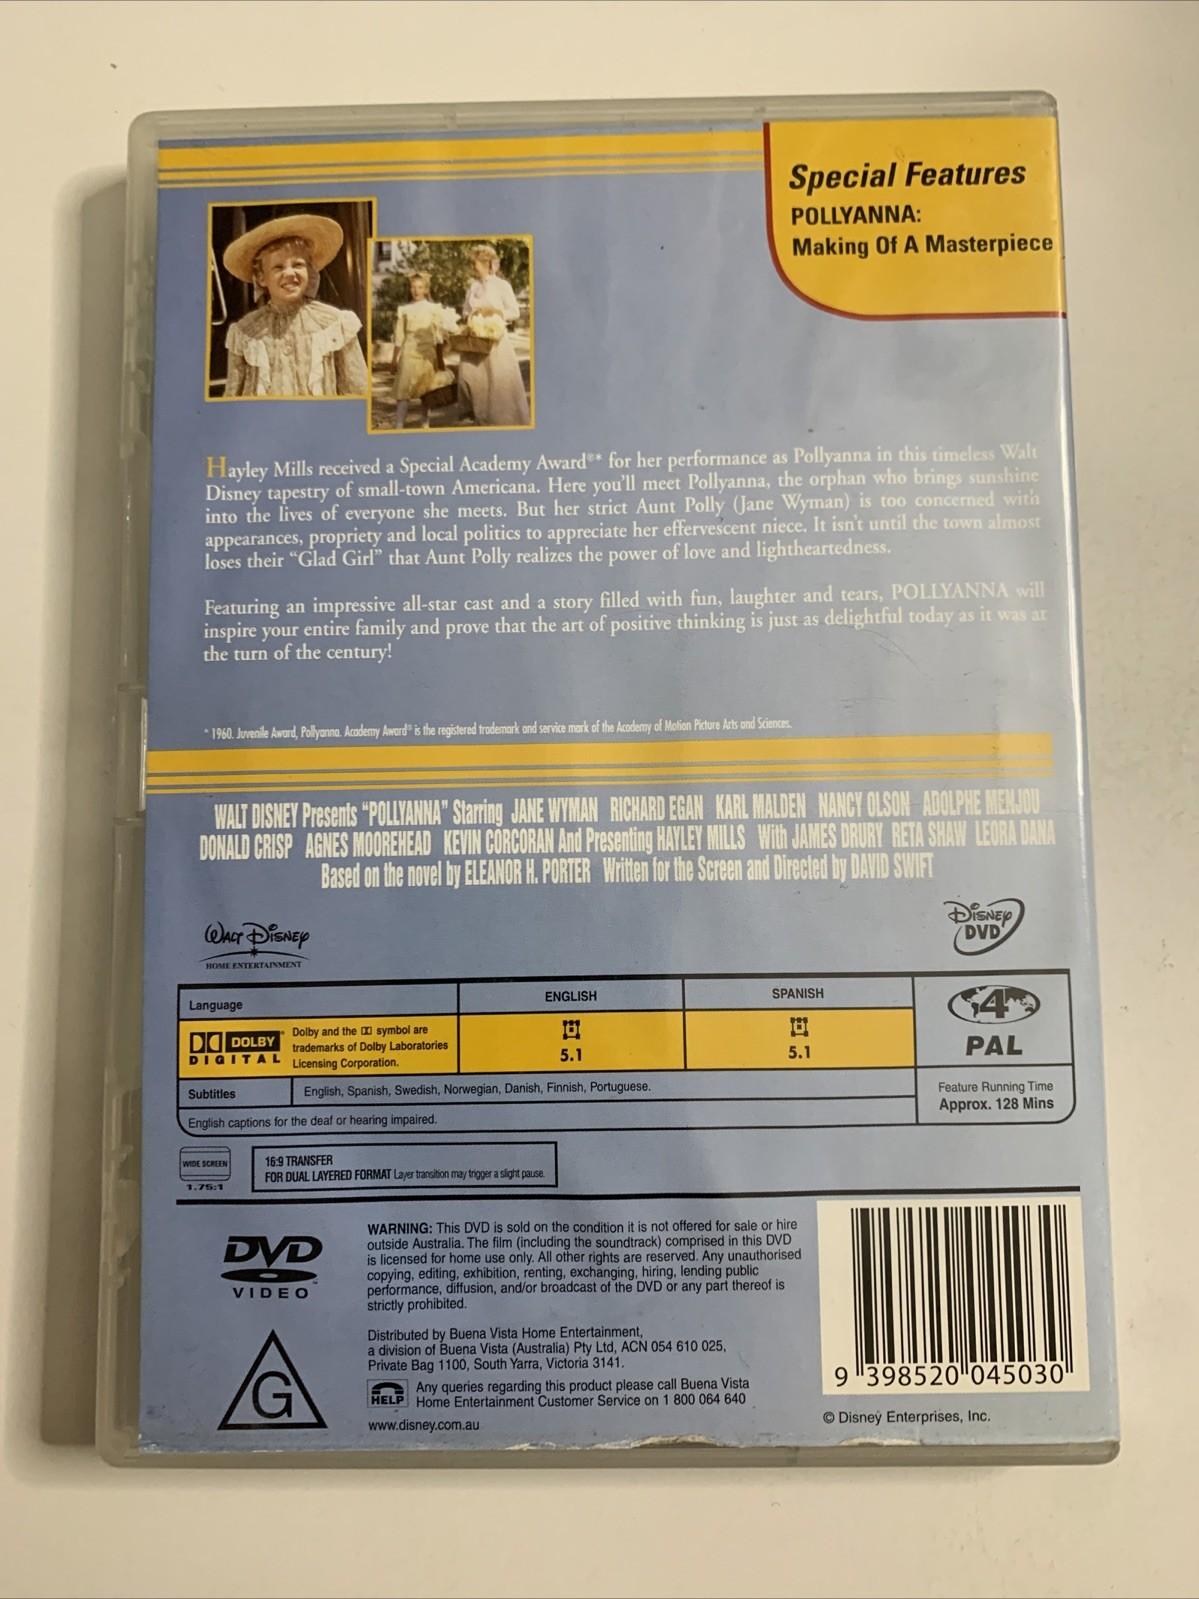 Special Features
POLLYANNA:
Making Of A Masterpiece
Hayley Mills received a Special Academy Award®* for her performance as Pollyanna in this timeless Walt
Disney tapestry of small-town Americana. Here you'll meet Pollyanna, the orphan who brings sunshine
into the lives of everyone she meets. But her strict Aunt Polly (Jane Wyman) is too concerned with
appearances, propriety and local politics to appreciate her effervescent niece. It isn't until the town almost
loses their “Glad Girl” that Aunt Polly realizes the power of love and lightheartedness.
Featuring an impressive all-star cast and a story filled with fun, laughter and tears, POLLYANNA will
inspire your entire family and prove that the art of positive thinking is just as delightful today as it was at
the turn of the century!
* 1960. Juvenile Award, Pollyanna. Academy Award® is the registered trademark and service mark of the Academy of Motion Picture Arts and Sciences.
WALT DISNEY Presents “POLLYANNA” Starring JANE WYMAN RICHARD EGAN KARL MALDEN NANCY OLSON ADOLPHE MENJOU
DONALD CRISP AGNES MOOREHEAD KEVIN CORCORAN And Presenting HAYLEY MILLS With JAMES DRURY RETA SHAW LEORA DANA
Based on the novel by ELEANOR H. PORTER Written for the Screen and Directed by DAVID SWIFT
WALT DISNEY
HOME ENTERTAINMENT
DISNEY
DVD
Language
ENGLISH
SPANISH
4
PAL
DOLBY
DIGITAL
Dolby and the DD symbol are
trademarks of Dolby Laboratories
Licensing Corporation.
5.1
5.1
Subtitles
English, Spanish, Swedish, Norwegian, Danish, Finnish, Portuguese.
Feature Running Time
Approx. 128 Mins
English captions for the deaf or hearing impaired.
WIDE SCREEN
1.75:1
16:9 TRANSFER
FOR DUAL LAYERED FORMAT Layer transition may trigger a slight pause.
DVD
VIDEO™
WARNING: This DVD is sold on the condition it is not offered for sale or hire
outside Australia. The film (including the soundtrack) comprised in this DVD
is licensed for home use only. All other rights are reserved. Any unauthorised
copying, editing, exhibition, renting, exchanging, hiring, lending public
performance, diffusion, and/or broadcast of the DVD or any part thereof is
strictly prohibited.
Distributed by Buena Vista Home Entertainment,
a division of Buena Vista (Australia) Pty Ltd, ACN 054 610 025,
Private Bag 1100, South Yarra, Victoria 3141.
HELP
Any queries regarding this product please call Buena Vista
Home Entertainment Customer Service on 1 800 064 640
www.disney.com.au
G
9 398520 045030
© Disney Enterprises, Inc.